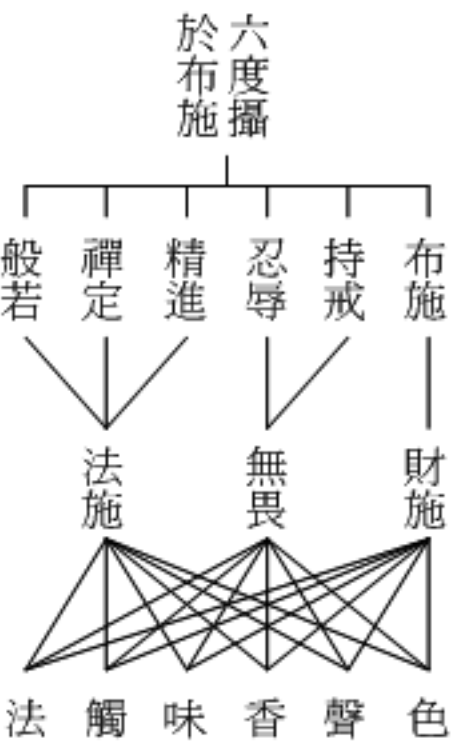 六度攝
於布施
布施
持戒
忍辱
精進
禪定
般若
財施
無畏
法施
色
聲
香
味
觸
法